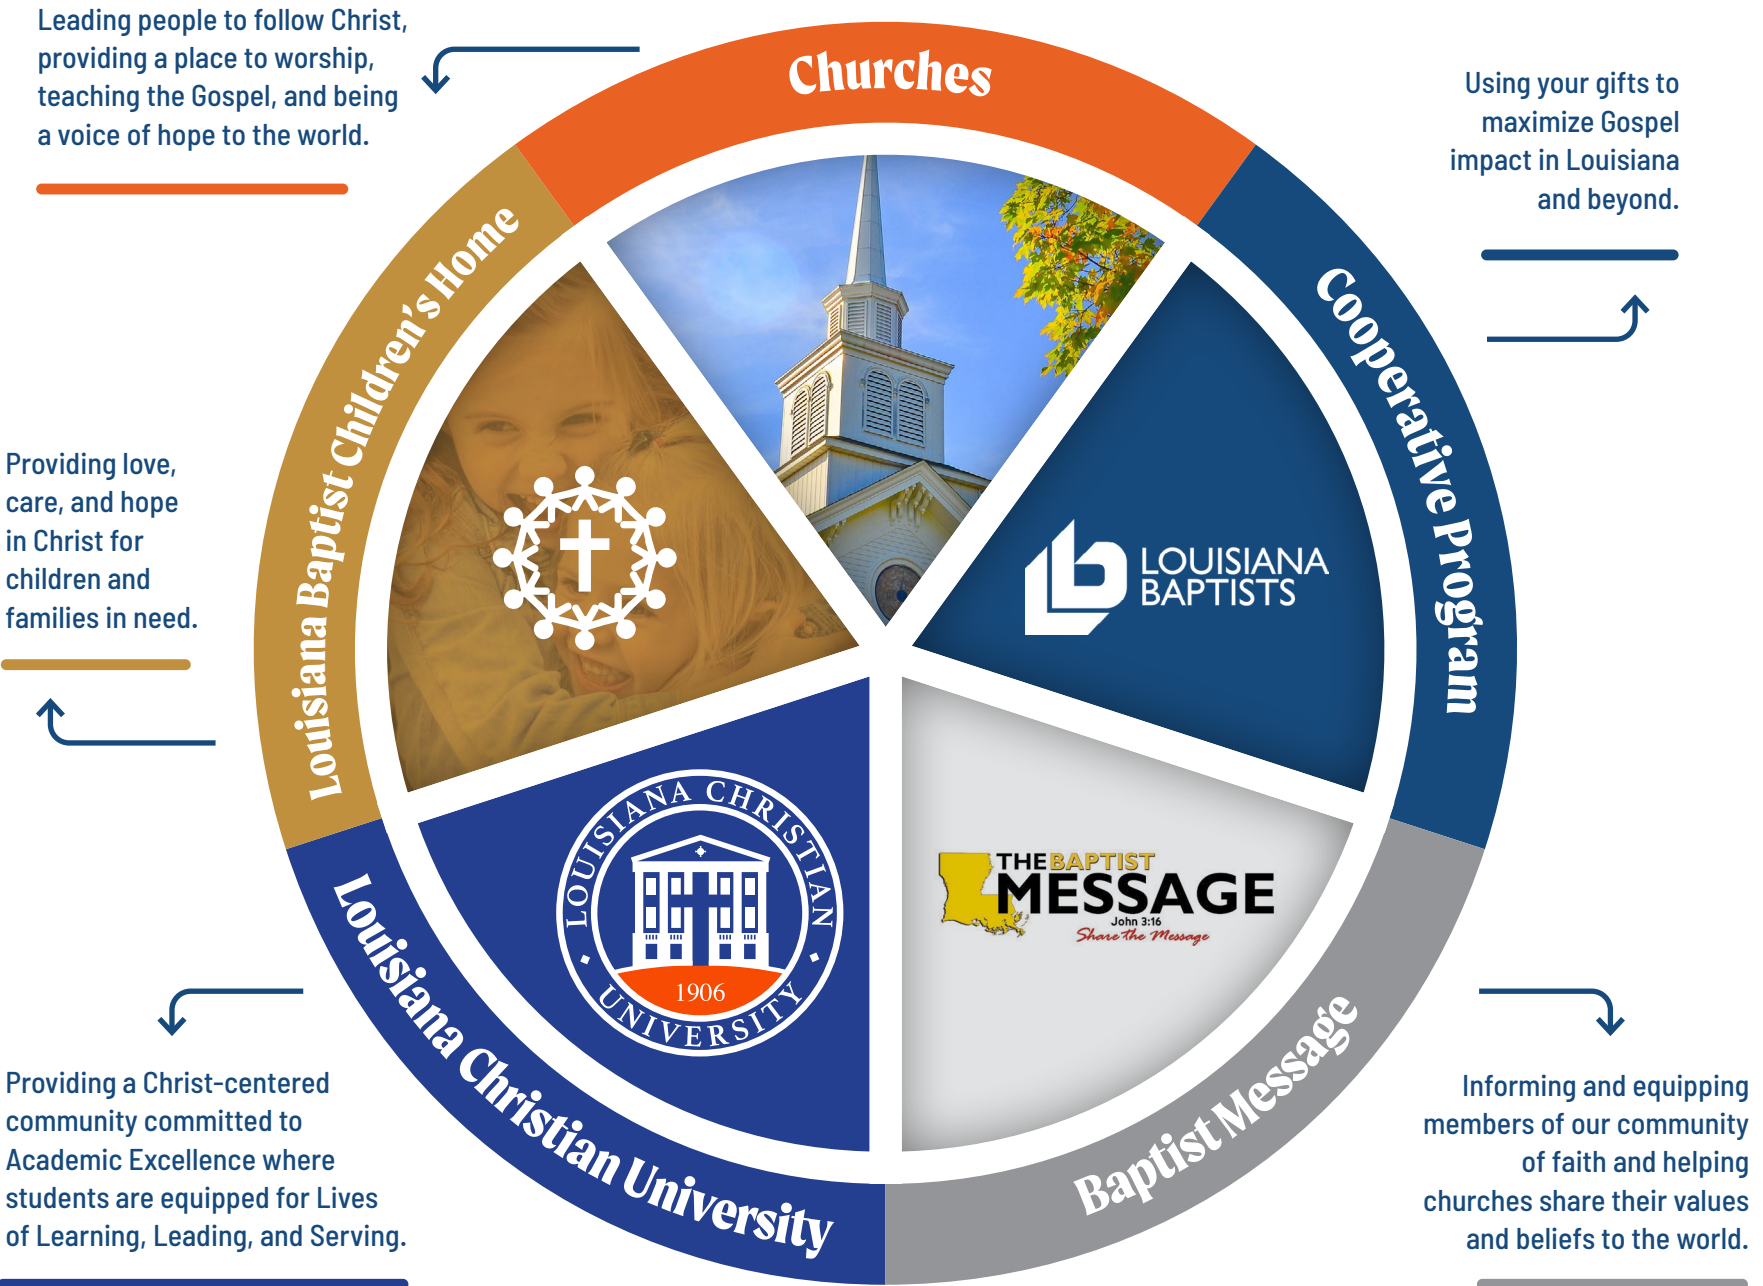 Leading people to follow Christ,
providing a place to worship,
teaching the Gospel, and being
a voice of hope to the world.
Churches
Using your gifts to
maximize Gospel
impact in Louisiana
and beyond.
Cooperative Program
LOUISIANA
BAPTISTS
Louisiana Baptist Children's Home
Providing love,
care, and hope
in Christ for
children and
families in need.
Louisiana Christian University
LOUISIANA CHRISTIAN
UNIVERSITY
1906
Providing a Christ-centered
community committed to
Academic Excellence where
students are equipped for Lives
of Learning, Leading, and Serving.
THE BAPTIST
MESSAGE
John 3:16
Share the Message
Baptist Message
Informing and equipping
members of our community
of faith and helping
churches share their values
and beliefs to the world.